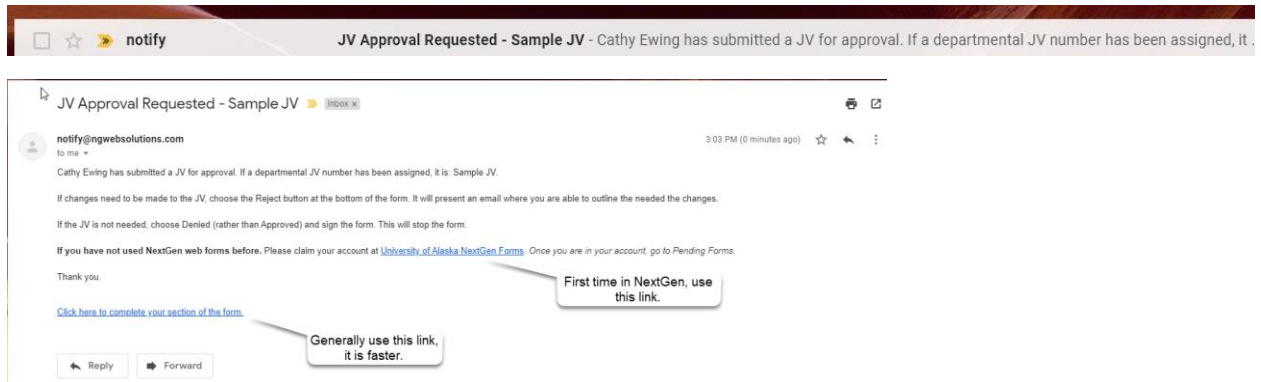 notify JV Approval Requested - Sample JV - Cathy Ewing has submitted a JV for approval. If a departmental JV number has been assigned, it .
JV Approval Requested - Sample JV Inbox x
notify@ngwebsolutions.com 3:03 PM (0 minutes ago)
to me
Cathy Ewing has submitted a JV for approval. If a departmental JV number has been assigned, it is: Sample JV.
If changes need to be made to the JV, choose the Reject button at the bottom of the form. It will present an email where you are able to outline the needed the changes.
If the JV is not needed, choose Denied (rather than Approved) and sign the form. This will stop the form.
If you have not used NextGen web forms before. Please claim your account at University of Alaska NextGen Forms. Once you are in your account, go to Pending Forms.
Thank you.
First time in NextGen, use
this link.
Click here to complete your section of the form.
Generally use this link,
it is faster.
Reply Forward